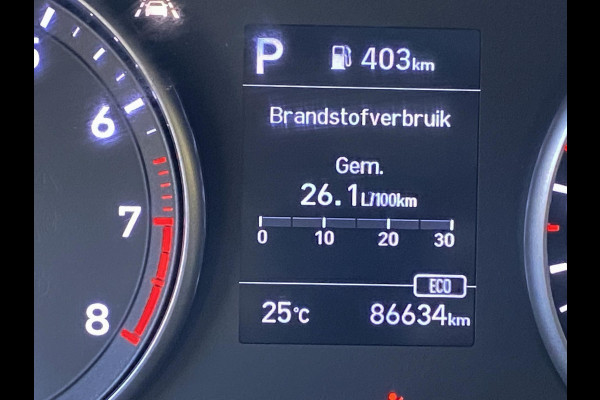 P 403km
Brandstofverbruik
Gem.
26.1L/100km
0 10 20 30
ECO
25°C 86634km
6
7
8